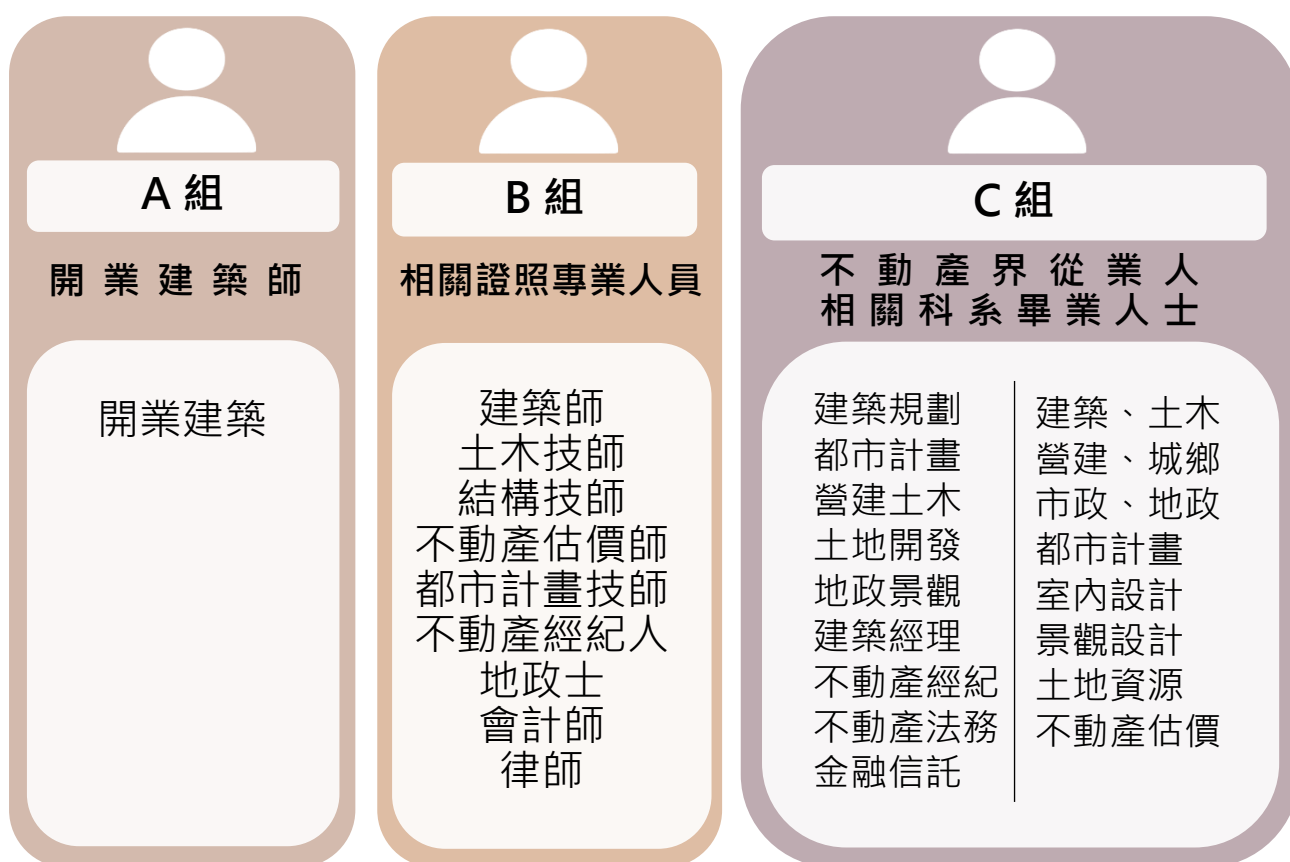 A 組
開業建築師
開業建築
B 組
相關證照專業人員
建築師
土木技師
結構技師
不動產估價師
都市計畫技師
不動產經紀人
地政士
會計師
律師
C 組
不動產界從業人
相關科系畢業人士
建築規劃
都市計畫
營建土木
土地開發
地政景觀
建築經理
不動產經紀
不動產法務
金融信託
建築、土木
營建、城鄉
市政、地政
都市計畫
室內設計
景觀設計
土地資源
不動產估價